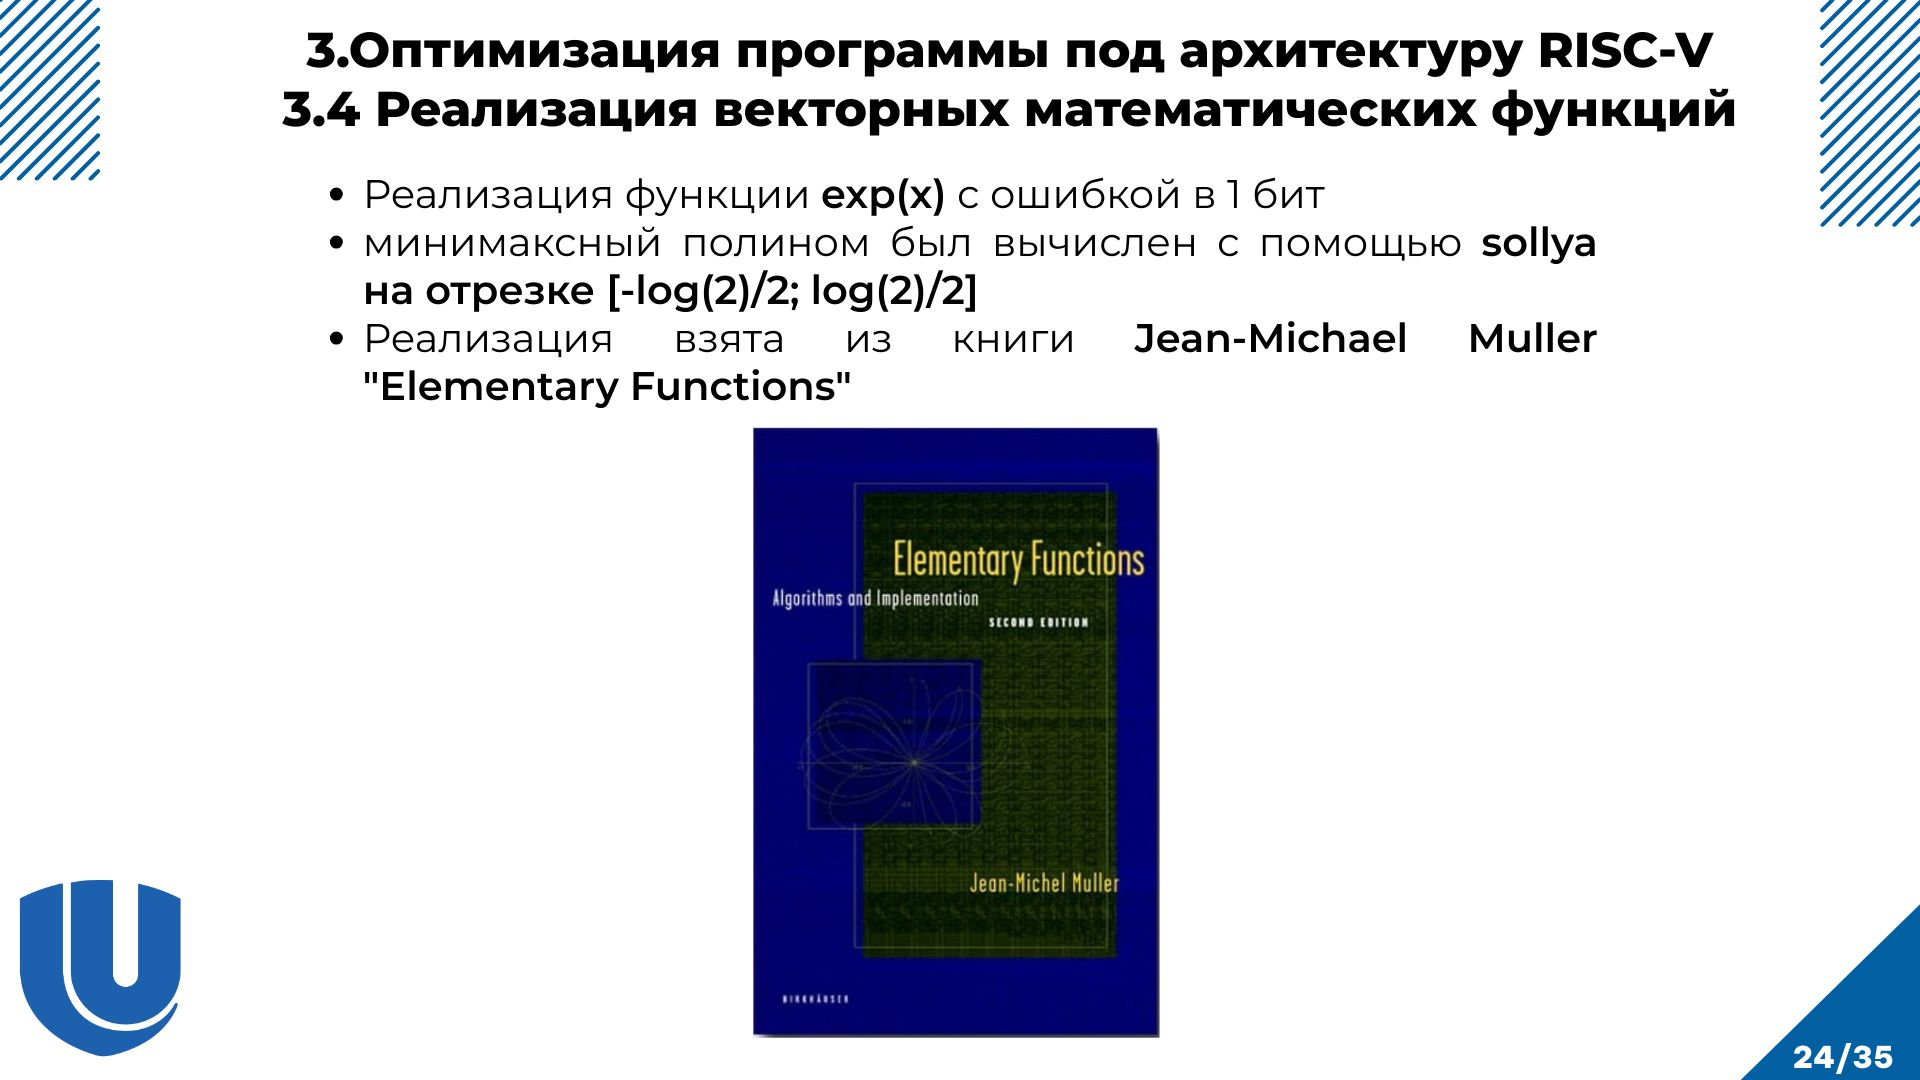 3.Оптимизация программы под архитектуру RISC-V
3.4 Реализация векторных математических функций
• Реализация функции exp(x) с ошибкой в 1 бит
• минимаксный полином был вычислен с помощью sollya
на отрезке [-log(2)/2; log(2)/2]
• Реализация взята из книги Jean-Michael Muller
"Elementary Functions"
Elementary Functions
Algorithms and Implementation
SECOND EDITION
Jean-Michel Muller
BIRKHÄUSER
24/35